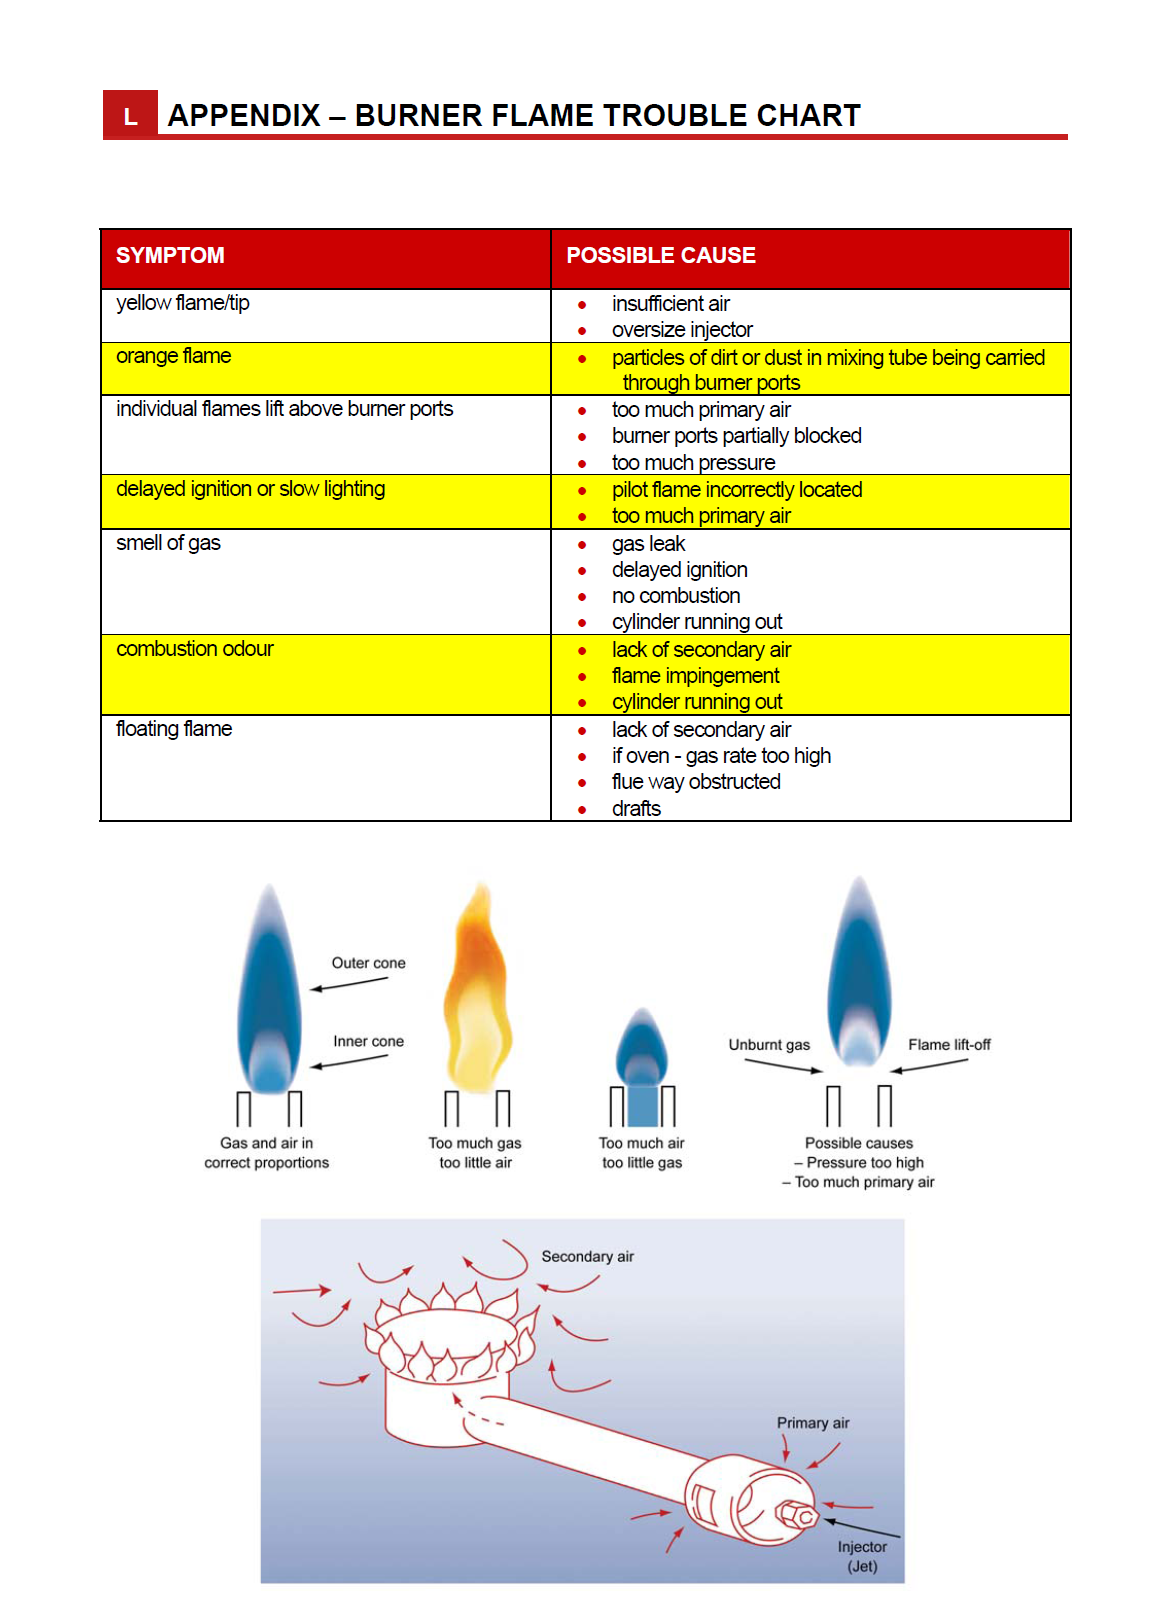 L APPENDIX – BURNER FLAME TROUBLE CHART
SYMPTOM POSSIBLE CAUSE
yellow flame/tip
• insufficient air
• oversize injector
orange flame
• particles of dirt or dust in mixing tube being carried
through burner ports
individual flames lift above burner ports
• too much primary air
• burner ports partially blocked
• too much pressure
delayed ignition or slow lighting
• pilot flame incorrectly located
• too much primary air
smell of gas
• gas leak
• delayed ignition
• no combustion
• cylinder running out
combustion odour
• lack of secondary air
• flame impingement
• cylinder running out
floating flame
• lack of secondary air
• if oven - gas rate too high
• flue way obstructed
• drafts
Outer cone
Inner cone
Gas and air in
correct proportions
Too much gas
too little air
Too much air
too little gas
Unburnt gas
Flame lift-off
Possible causes
– Pressure too high
– Too much primary air
Secondary air
Primary air
Injector
(Jet)